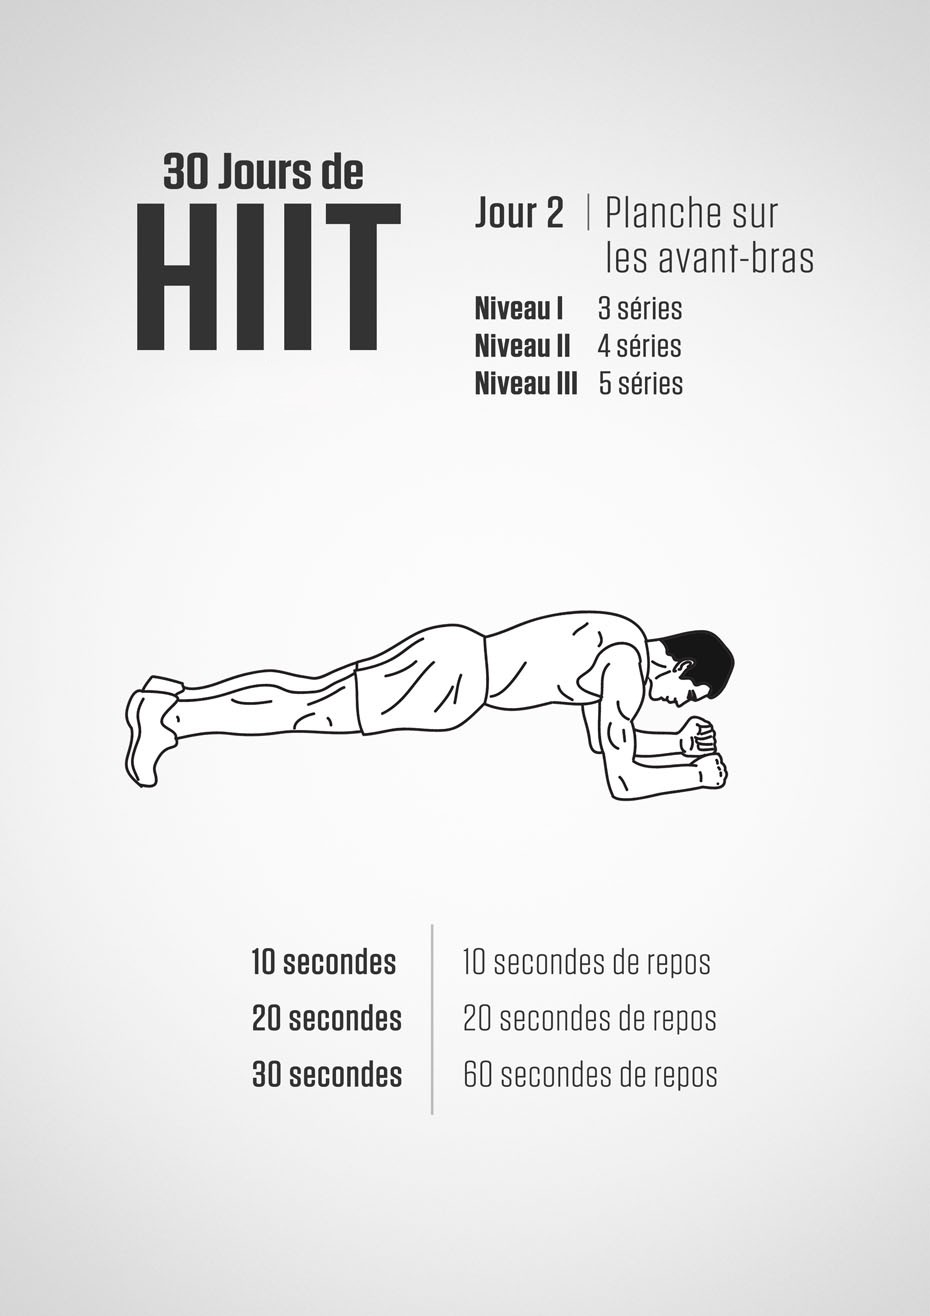 30 Jours de
HIIT
Jour 2 | Planche sur
les avant-bras
Niveau I 3 séries
Niveau II 4 séries
Niveau III 5 séries
10 secondes 10 secondes de repos
20 secondes 20 secondes de repos
30 secondes 60 secondes de repos